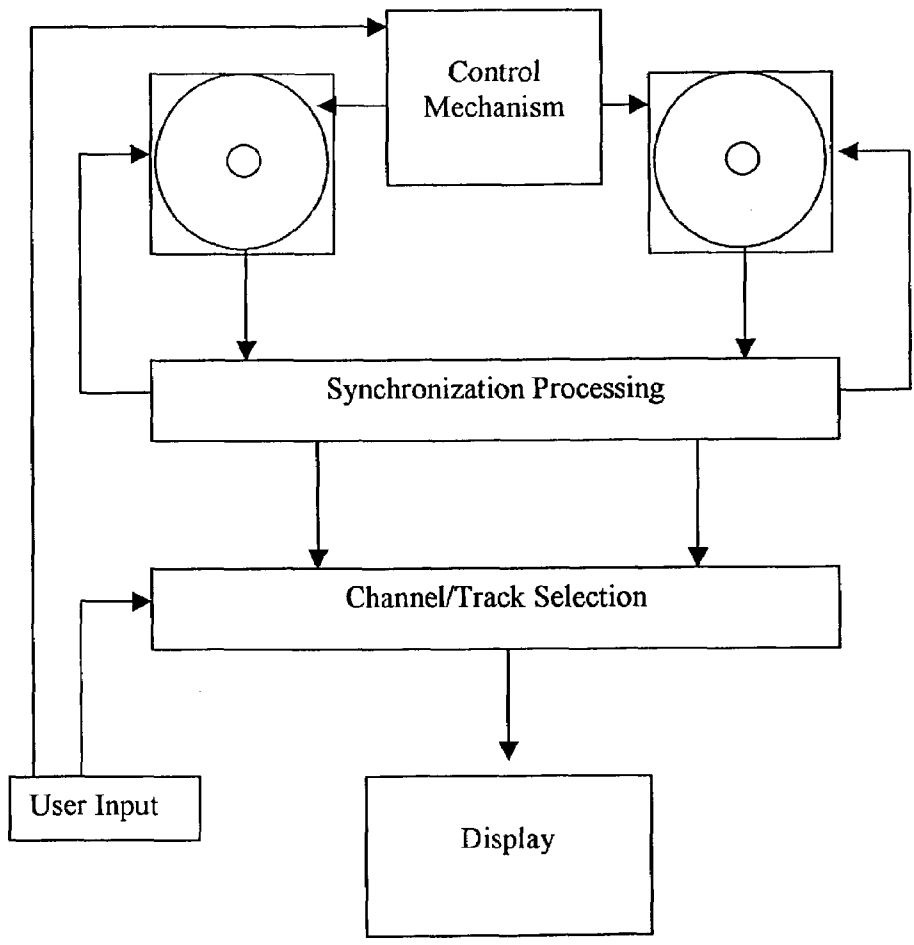 Control
Mechanism
Synchronization Processing
Channel/Track Selection
User Input
Display